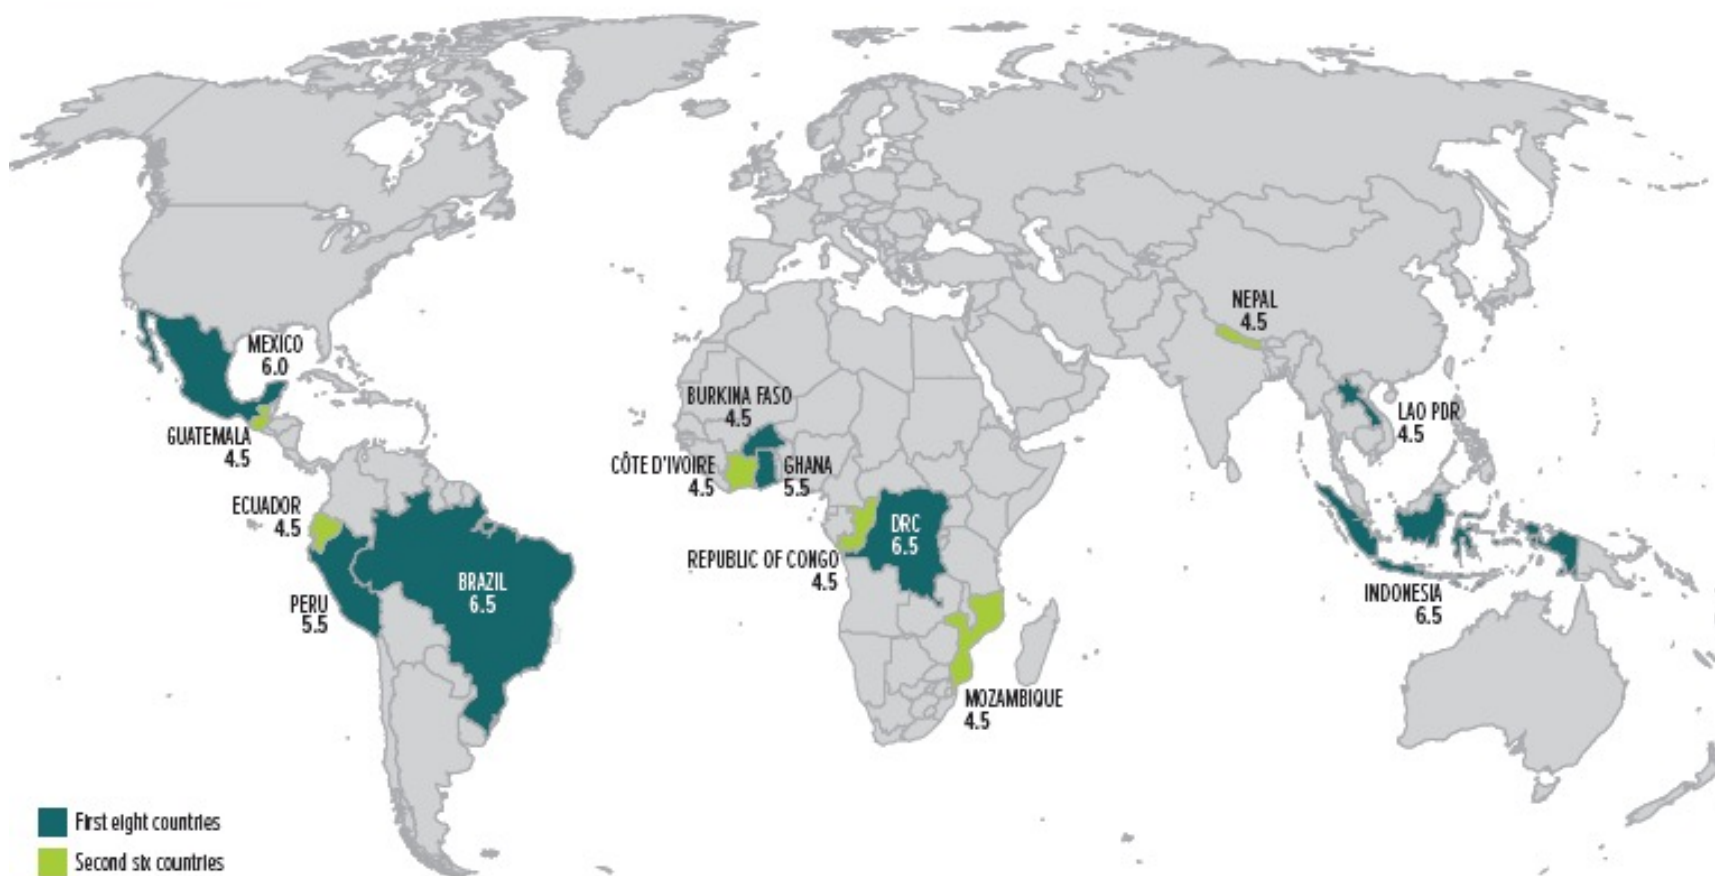 NEPAL
4.5
MEXICO
6.0
BURKINA FASO
4.5
LAO PDR
4.5
GUATEMALA
4.5
CÔTE D'IVOIRE
4.5
GHANA
5.5
ECUADOR
4.5
DRC
6.5
REPUBLIC OF CONGO
4.5
BRAZIL
6.5
PERU
5.5
INDONESIA
6.5
MOZAMBIQUE
4.5
First eight countries
Second six countries